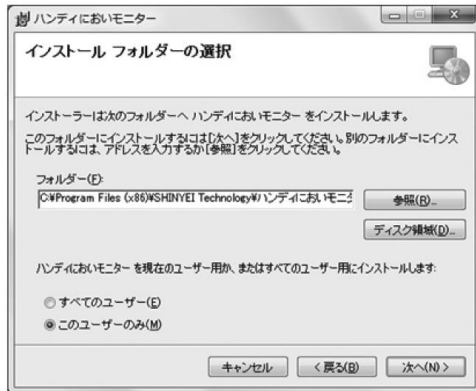 ハンディにおいモニター
インストール フォルダーの選択
インストーラーは次のフォルダーへ ハンディにおいモニター をインストールします。
このフォルダーにインストールするには[次へ]をクリックしてください。別のフォルダーにインス
トールするには、アドレスを入力するか[参照]をクリックしてください。
フォルダー(F):
C:¥Program Files (x86)¥SHINYEI Technology¥ハンディにおいモニタ
参照(R)...
ディスク領域(D)...
ハンディにおいモニター を現在のユーザー用か、またはすべてのユーザー用にインストールします:
すべてのユーザー(E)
このユーザーのみ(M)
キャンセル
< 戻る(B)
次へ(N) >